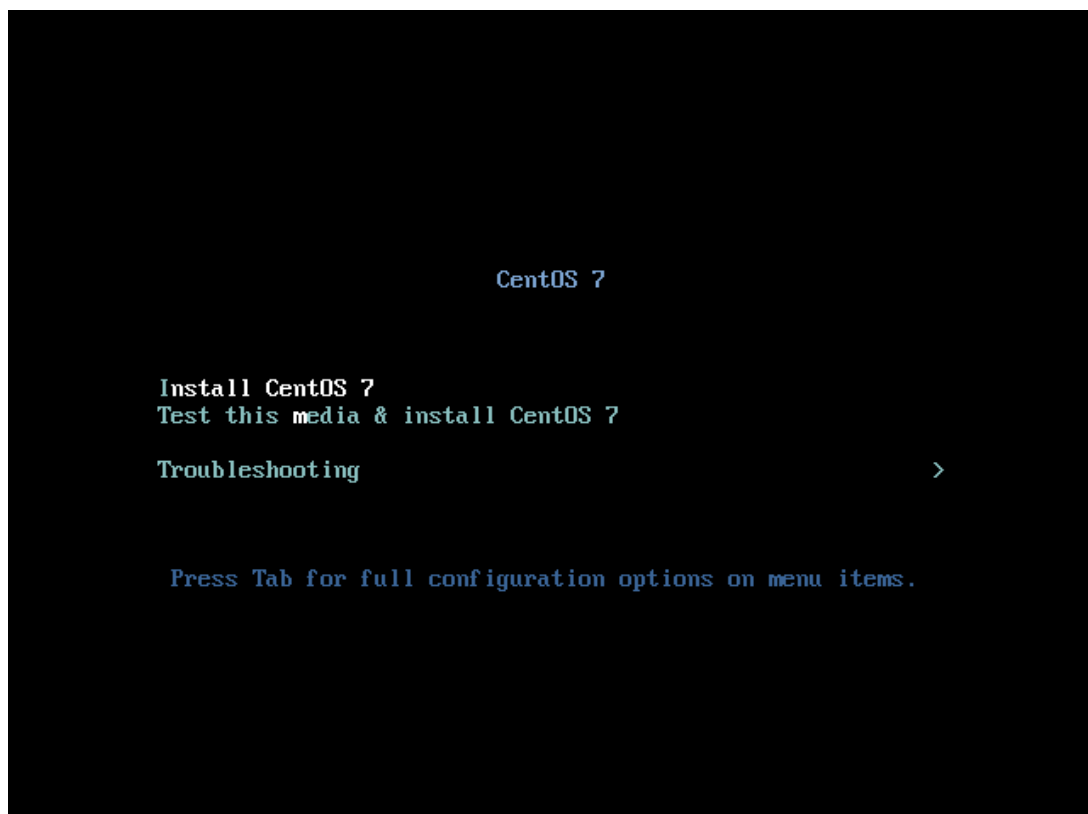 CentOS 7
Install CentOS 7
Test this media & install CentOS 7
Troubleshooting >
Press Tab for full configuration options on menu items.